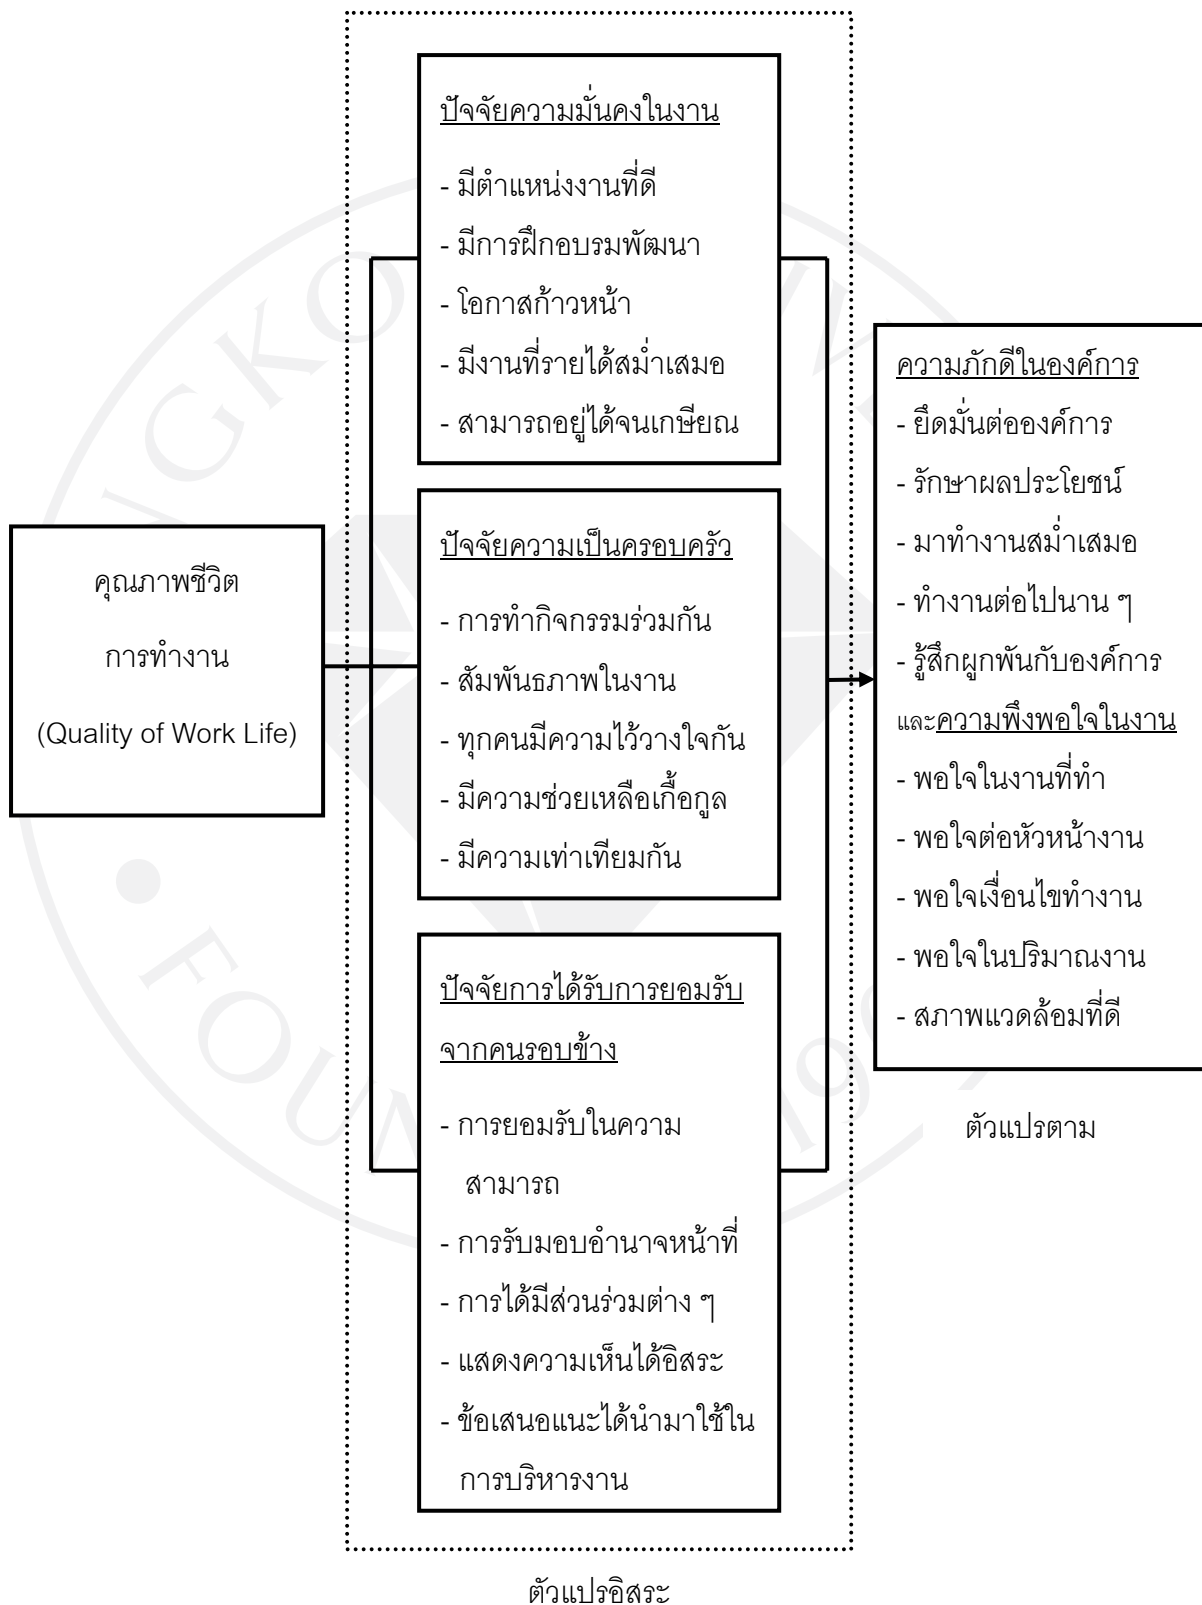 ปัจจัยความมั่นคงในงาน
- มีตำแหน่งงานที่ดี
- มีการฝึกอบรมพัฒนา
- โอกาสก้าวหน้า
- มีงานที่รายได้สม่ำเสมอ
- สามารถอยู่ได้จนเกษียณ
คุณภาพชีวิต
การทำงาน
(Quality of Work Life)
ปัจจัยความเป็นครอบครัว
- การทำกิจกรรมร่วมกัน
- สัมพันธภาพในงาน
- ทุกคนมีความไว้วางใจกัน
- มีความช่วยเหลือเกื้อกูล
- มีความเท่าเทียมกัน
ปัจจัยการได้รับการยอมรับ
จากคนรอบข้าง
- การยอมรับในความ
สามารถ
- การรับมอบอำนาจหน้าที่
- การได้มีส่วนร่วมต่าง ๆ
- แสดงความเห็นได้อิสระ
- ข้อเสนอแนะได้นำมาใช้ใน
การบริหารงาน
ตัวแปรอิสระ
ความภักดีในองค์การ
- ยึดมั่นต่อองค์การ
- รักษาผลประโยชน์
- มาทำงานสม่ำเสมอ
- ทำงานต่อไปนาน ๆ
- รู้สึกผูกพันกับองค์การ
และความพึงพอใจในงาน
- พอใจในงานที่ทำ
- พอใจต่อหัวหน้างาน
- พอใจเงื่อนไขทำงาน
- พอใจในปริมาณงาน
- สภาพแวดล้อมที่ดี
ตัวแปรตาม